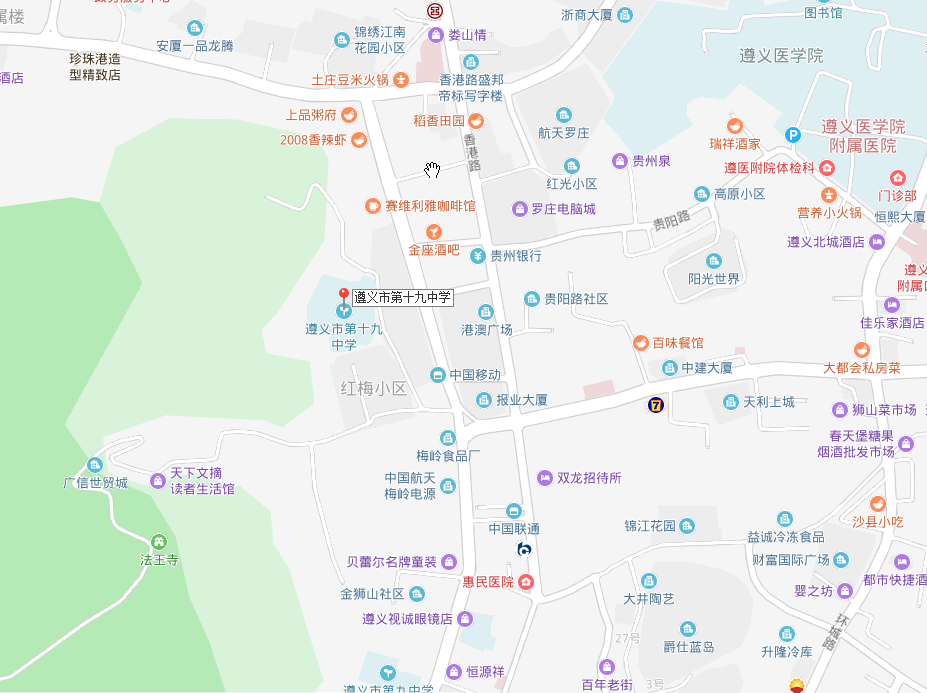 属楼
图书馆
浙商大厦
安厦一品龙腾
锦绣江南
花园小区
娄山情
珍珠港造
型精致店
酒店
土庄豆米火锅
香港路盛邦
帝标写字楼
遵义医学院
上品粥府
稻香田园
航天罗庄
2008香辣虾
香港路
瑞祥酒家
P
遵义医学院
附属医院
贵州泉
遵医附院体检科
红光小区
高原小区
门诊部
赛维利雅咖啡馆
罗庄电脑城
贵阳路
营养小火锅
恒熙大厦
金座酒吧
贵州银行
遵义北城酒店
阳光世界
遵义市第十九中学
贵阳路社区
遵义市第十九
中学
港澳广场
佳乐家酒店
百味餐馆
中国移动
中建大厦
大都会私房菜
红梅小区
报业大厦
7
天利上城
狮山菜市场
梅岭食品厂
春天堡糖果
烟酒批发市场
广信世贸城
天下文摘
读者生活馆
中国航天
梅岭电源
双龙招待所
中国联通
锦江花园
益诚冷冻食品
沙县小吃
法王寺
贝蕾尔名牌童装
惠民医院
财富国际广场
都市快捷酒
金狮山社区
大井陶艺
婴之坊
遵义视诚眼镜店
27号
爵仕蓝岛
升隆冷库
环城路
恒源祥
百年老街
3号
遵义市第九中学